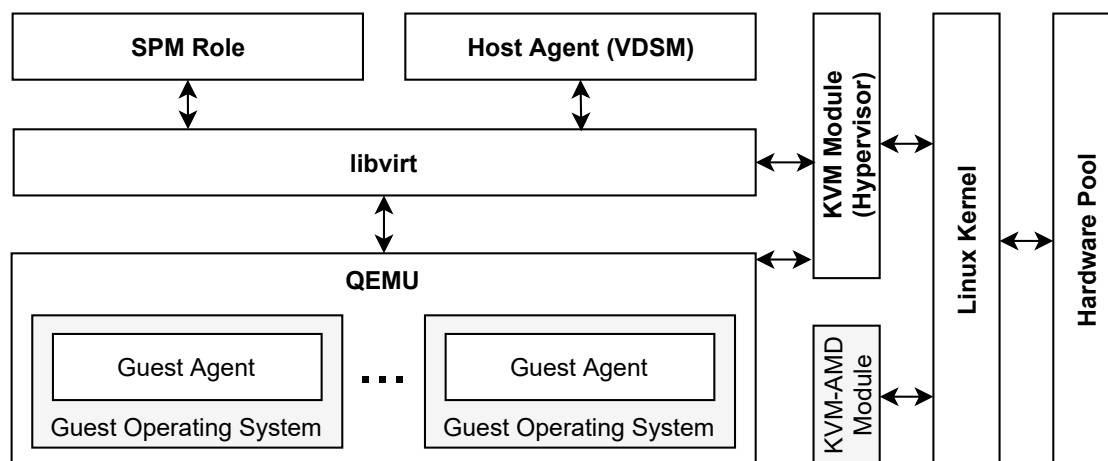 SPM Role
Host Agent (VDSM)
libvirt
QEMU
Guest Agent
Guest Operating System
...
Guest Agent
Guest Operating System
KVM Module
(Hypervisor)
KVM-AMD
Module
Linux Kernel
Hardware Pool